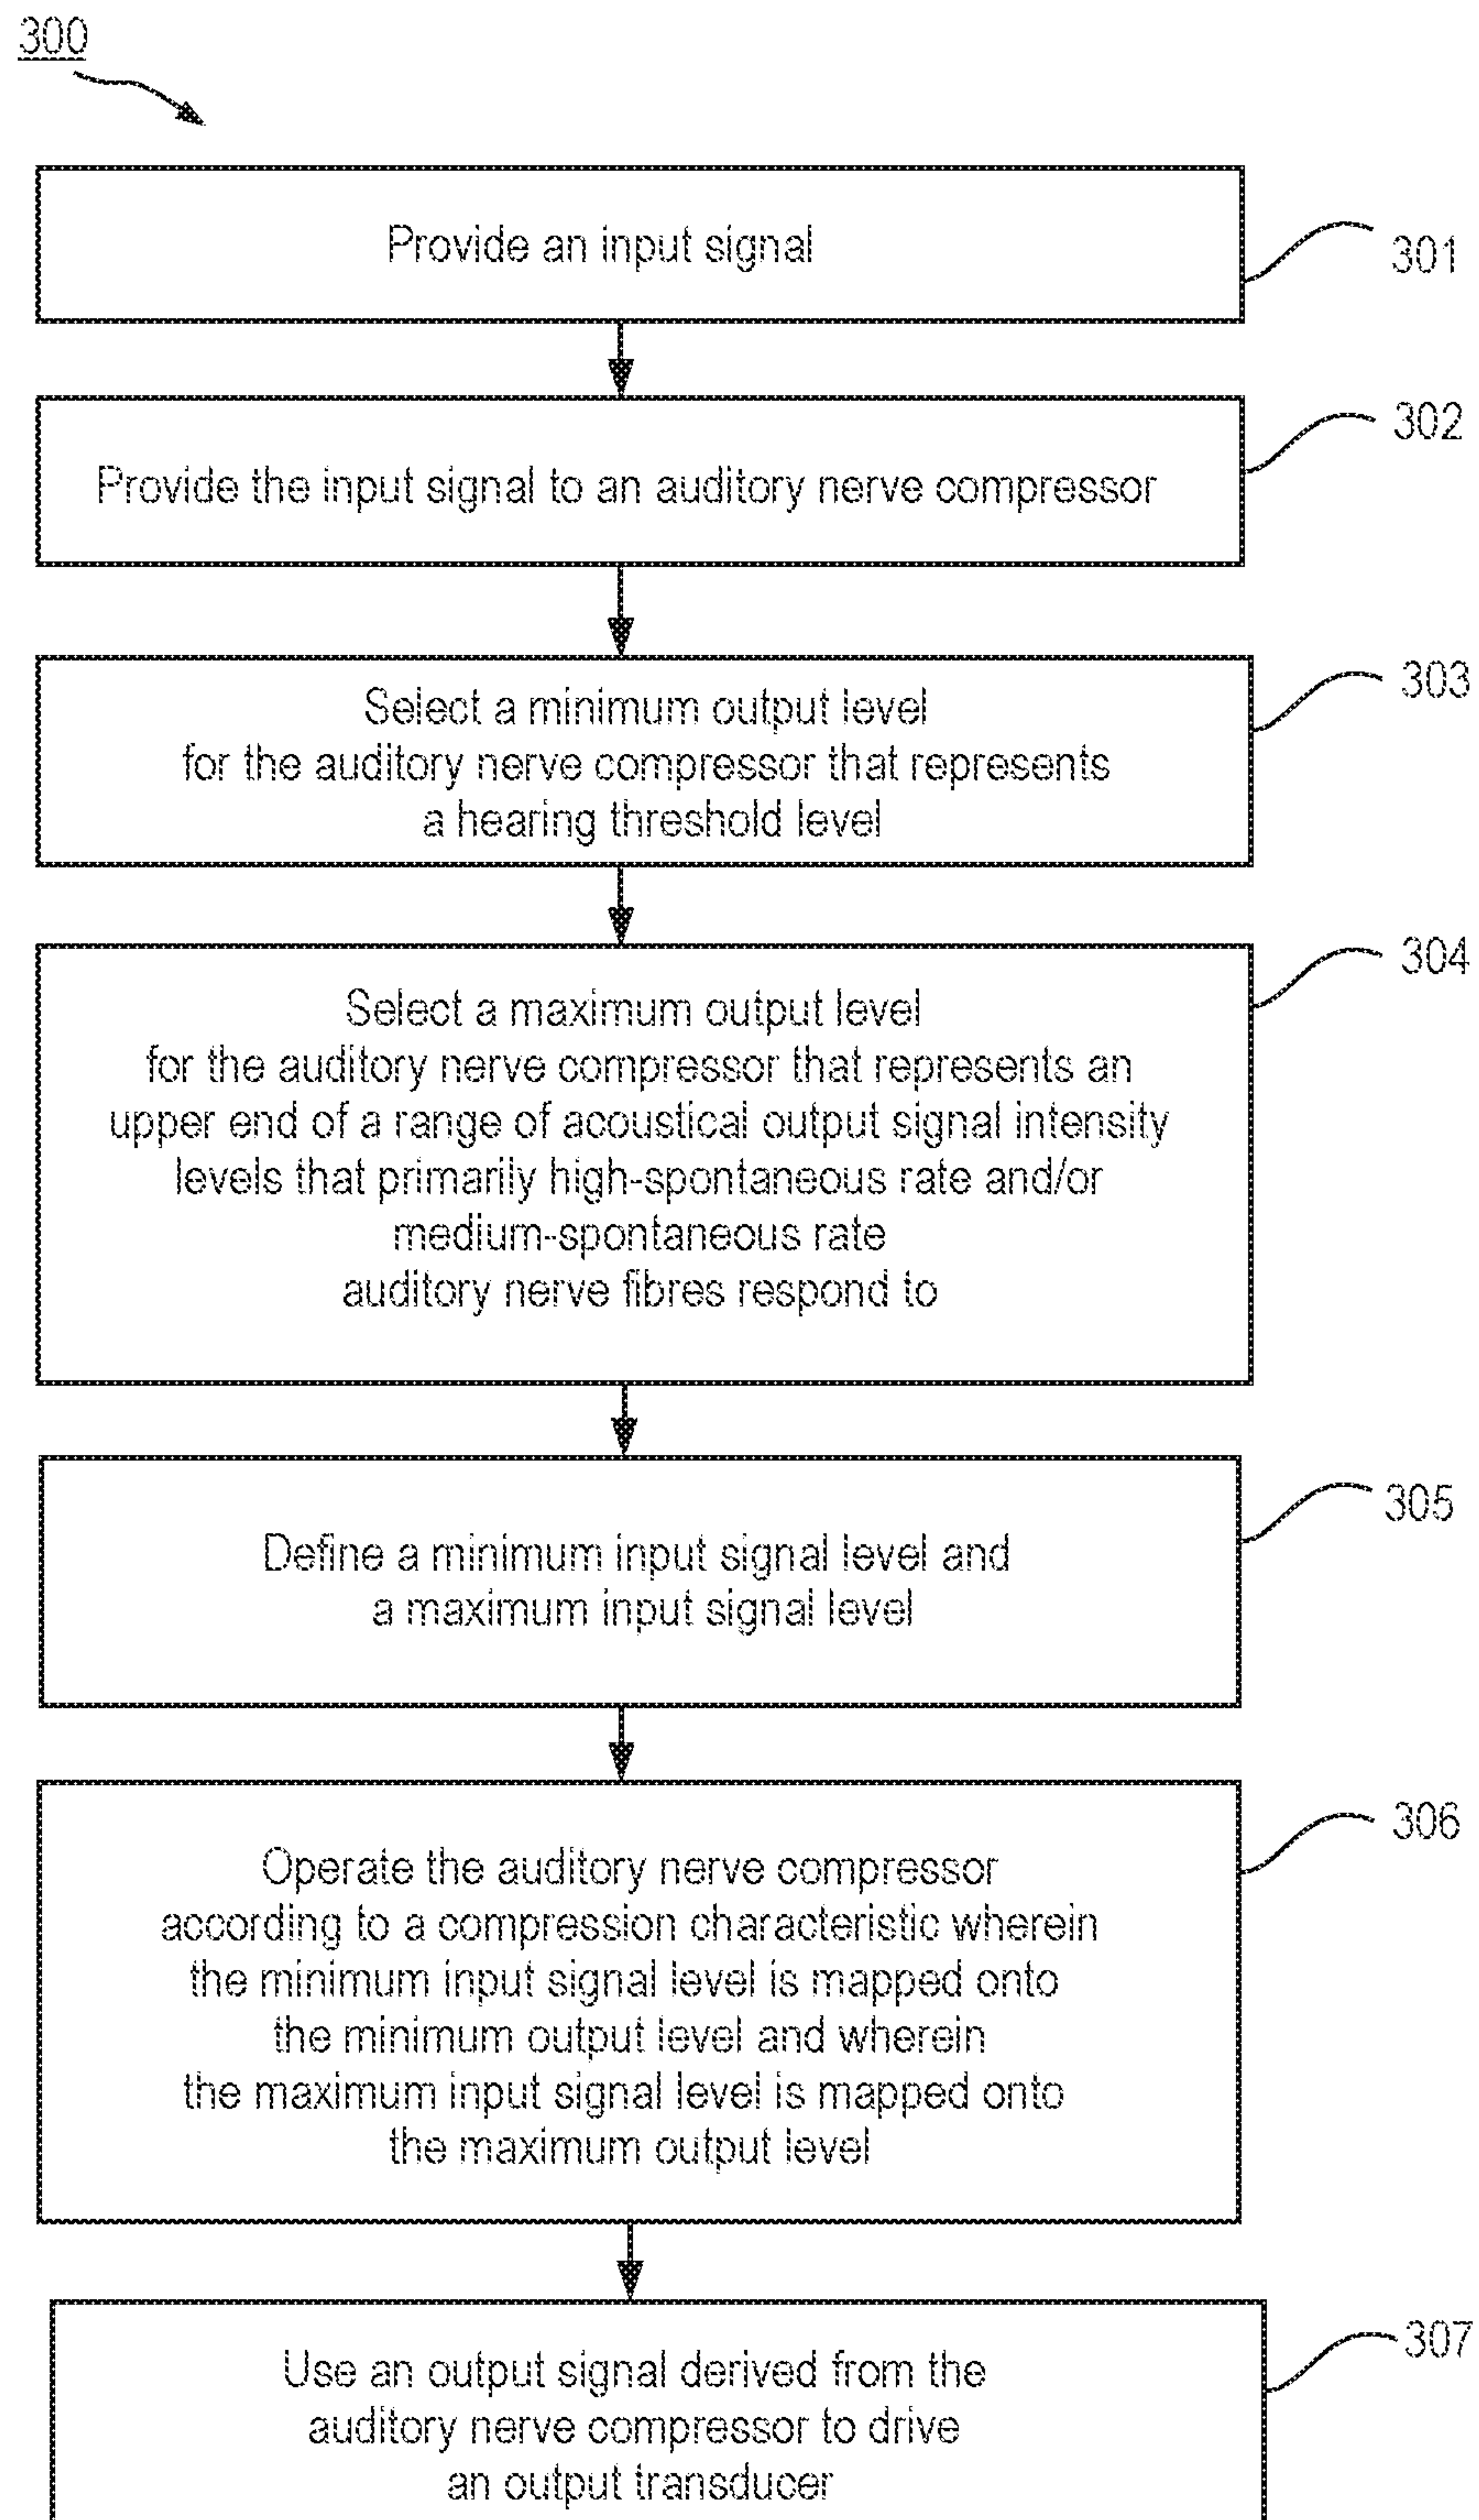 300
Provide an input signal
301
Provide the input signal to an auditory nerve compressor
302
Select a minimum output level
for the auditory nerve compressor that represents
a hearing threshold level
303
Select a maximum output level
for the auditory nerve compressor that represents an
upper end of a range of acoustical output signal intensity
levels that primarily high-spontaneous rate and/or
medium-spontaneous rate
auditory nerve fibres respond to
304
Define a minimum input signal level and
a maximum input signal level
305
Operate the auditory nerve compressor
according to a compression characteristic wherein
the minimum input signal level is mapped onto
the minimum output level and wherein
the maximum input signal level is mapped onto
the maximum output level
306
Use an output signal derived from the
auditory nerve compressor to drive
an output transducer
307